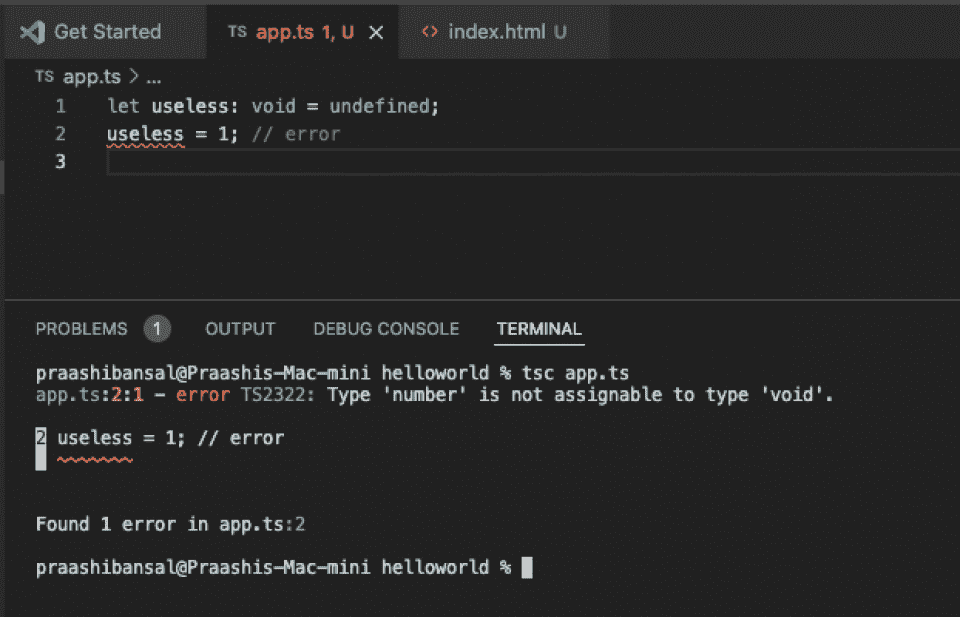 Get Started TS app.ts 1, U index.html U
TS app.ts > ...
1 let useless: void = undefined;
2 useless = 1; // error
3
PROBLEMS 1 OUTPUT DEBUG CONSOLE TERMINAL
praashibansal@Praashis-Mac-mini helloworld % tsc app.ts
app.ts:2:1 - error TS2322: Type 'number' is not assignable to type 'void'.
2 useless = 1; // error
Found 1 error in app.ts:2
praashibansal@Praashis-Mac-mini helloworld %